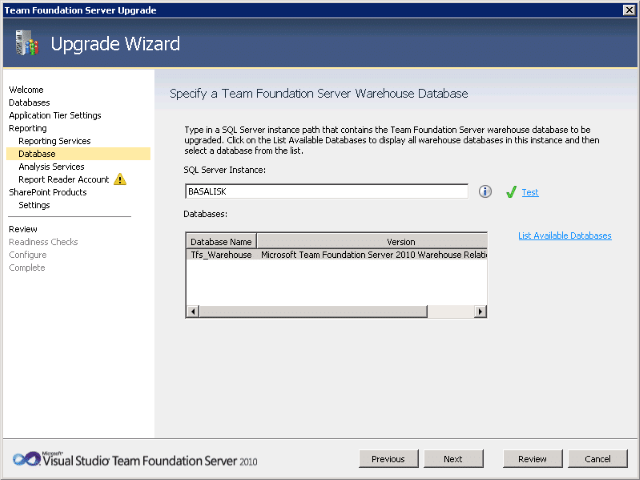 Team Foundation Server Upgrade
Upgrade Wizard
Welcome
Databases
Application Tier Settings
Reporting
Reporting Services
Database
Analysis Services
Report Reader Account
SharePoint Products
Settings
Review
Readiness Checks
Configure
Complete
Specify a Team Foundation Server Warehouse Database
Type in a SQL Server instance path that contains the Team Foundation Server warehouse database to be
upgraded. Click on the List Available Databases to display all warehouse databases in this instance and then
select a database from the list.
SQL Server Instance:
BASALISK
Test
Databases:
List Available Databases
Database Name Version
Tfs_Warehouse Microsoft Team Foundation Server 2010 Warehouse Relati
Microsoft
Visual Studio Team Foundation Server 2010
Previous Next Review Cancel